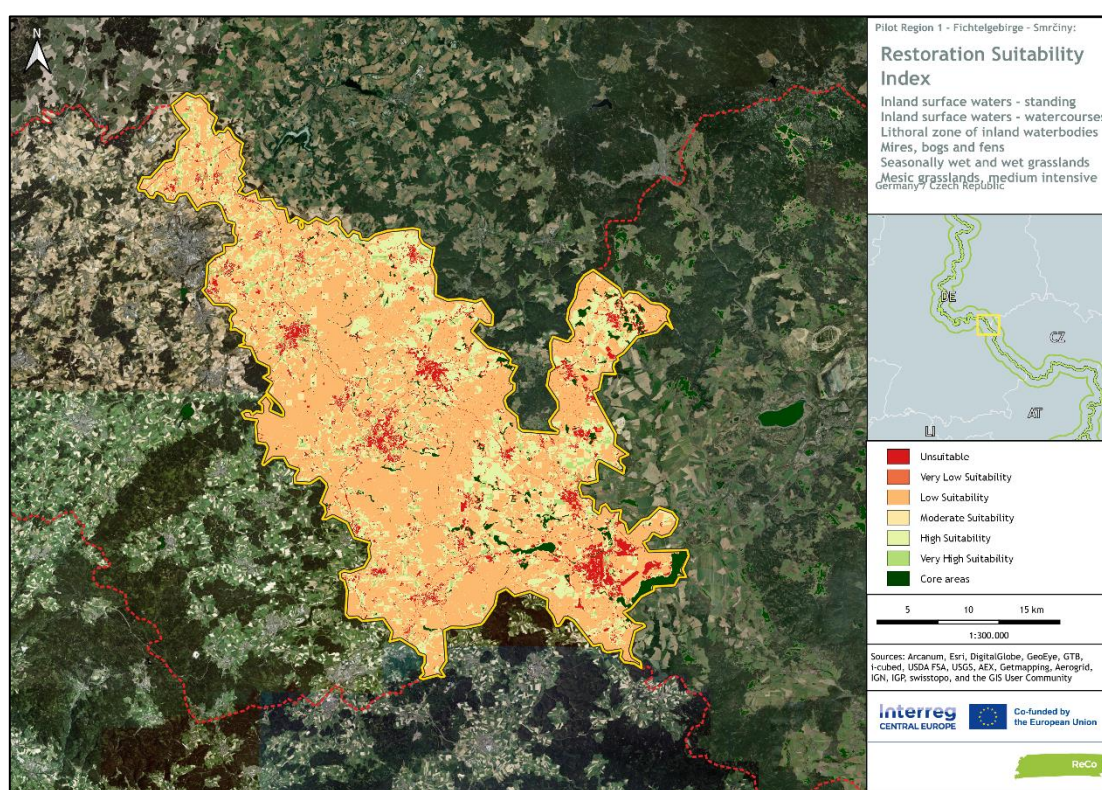 N
Pilot Region 1 - Fichtelgebirge - Smrčiny:
Restoration Suitability
Index
Inland surface waters - standing
Inland surface waters - watercourses
Lithoral zone of inland waterbodies
Mires, bogs and fens
Seasonally wet and wet grasslands
Mesic grasslands, medium intensive
Germany / Czech Republic
DE
CZ
AT
LI
Unsuitable
Very Low Suitability
Low Suitability
Moderate Suitability
High Suitability
Very High Suitability
Core areas
5 10 15 km
1:300.000
Sources: Arcanum, Esri, DigitalGlobe, GeoEye, GTB,
i-cubed, USDA FSA, USGS, AEX, Getmapping, Aerogrid,
IGN, IGP, swisstopo, and the GIS User Community
Interreg
CENTRAL EUROPE
Co-funded by
the European Union
ReCo